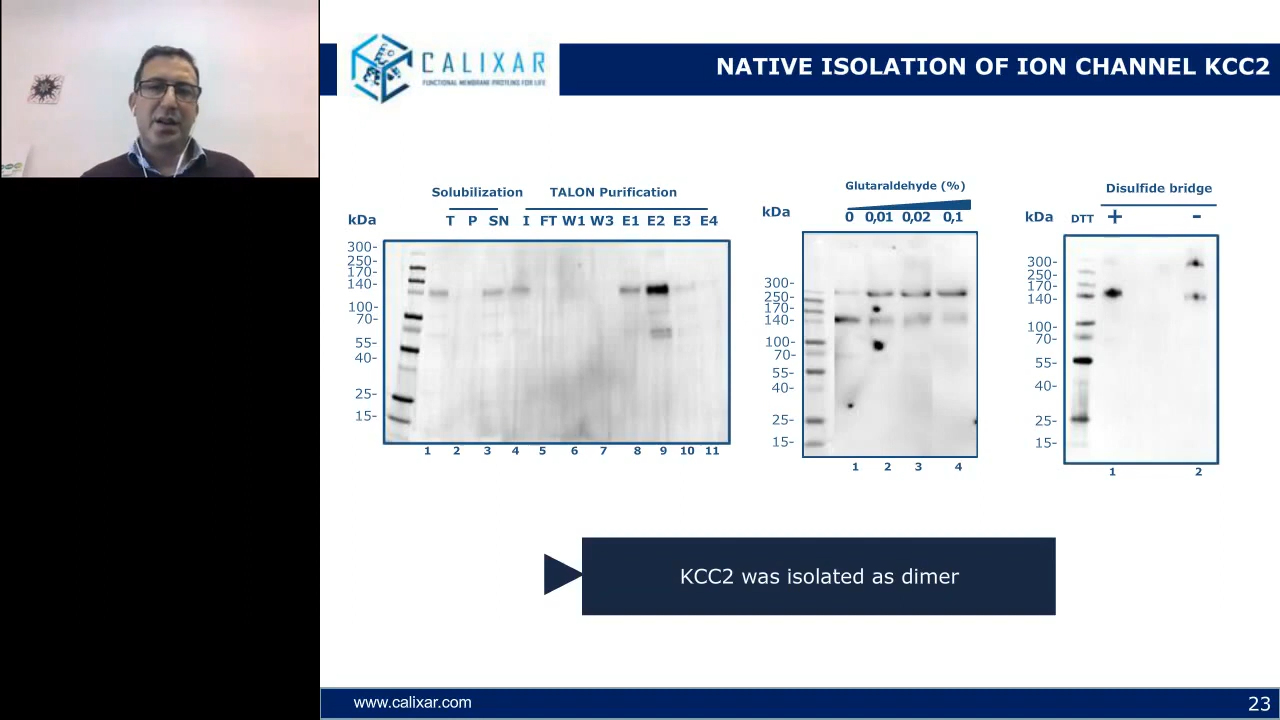 CALIXAR
FUNCTIONAL MEMBRANE PROTEINS FOR LIFE
NATIVE ISOLATION OF ION CHANNEL KCC2
Solubilization TALON Purification
kDa T P SN I FT W1 W3 E1 E2 E3 E4
300-
250-
170-
140-
100-
70-
55-
40-
25-
15-
1 2 3 4 5 6 7 8 9 10 11
Glutaraldehyde (%)
kDa 0 0,01 0,02 0,1
300-
250-
170-
140-
100-
70-
55-
40-
25-
15-
1 2 3 4
Disulfide bridge
kDa DTT + -
300-
250-
170-
140-
100-
70-
55-
40-
25-
15-
1 2
KCC2 was isolated as dimer
www.calixar.com 23